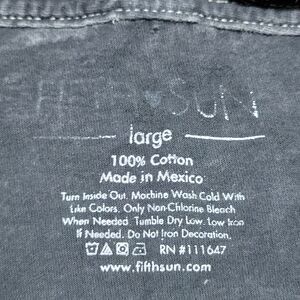 FIFTH SUN
large
100% Cotton
Made in Mexico
Turn Inside Out. Machine Wash Cold With
Like Colors. Only Non-Chlorine Bleach
When Needed. Tumble Dry Low. Low Iron
If Needed. Do Not Iron Decoration.
RN #111647
www.fifthsun.com